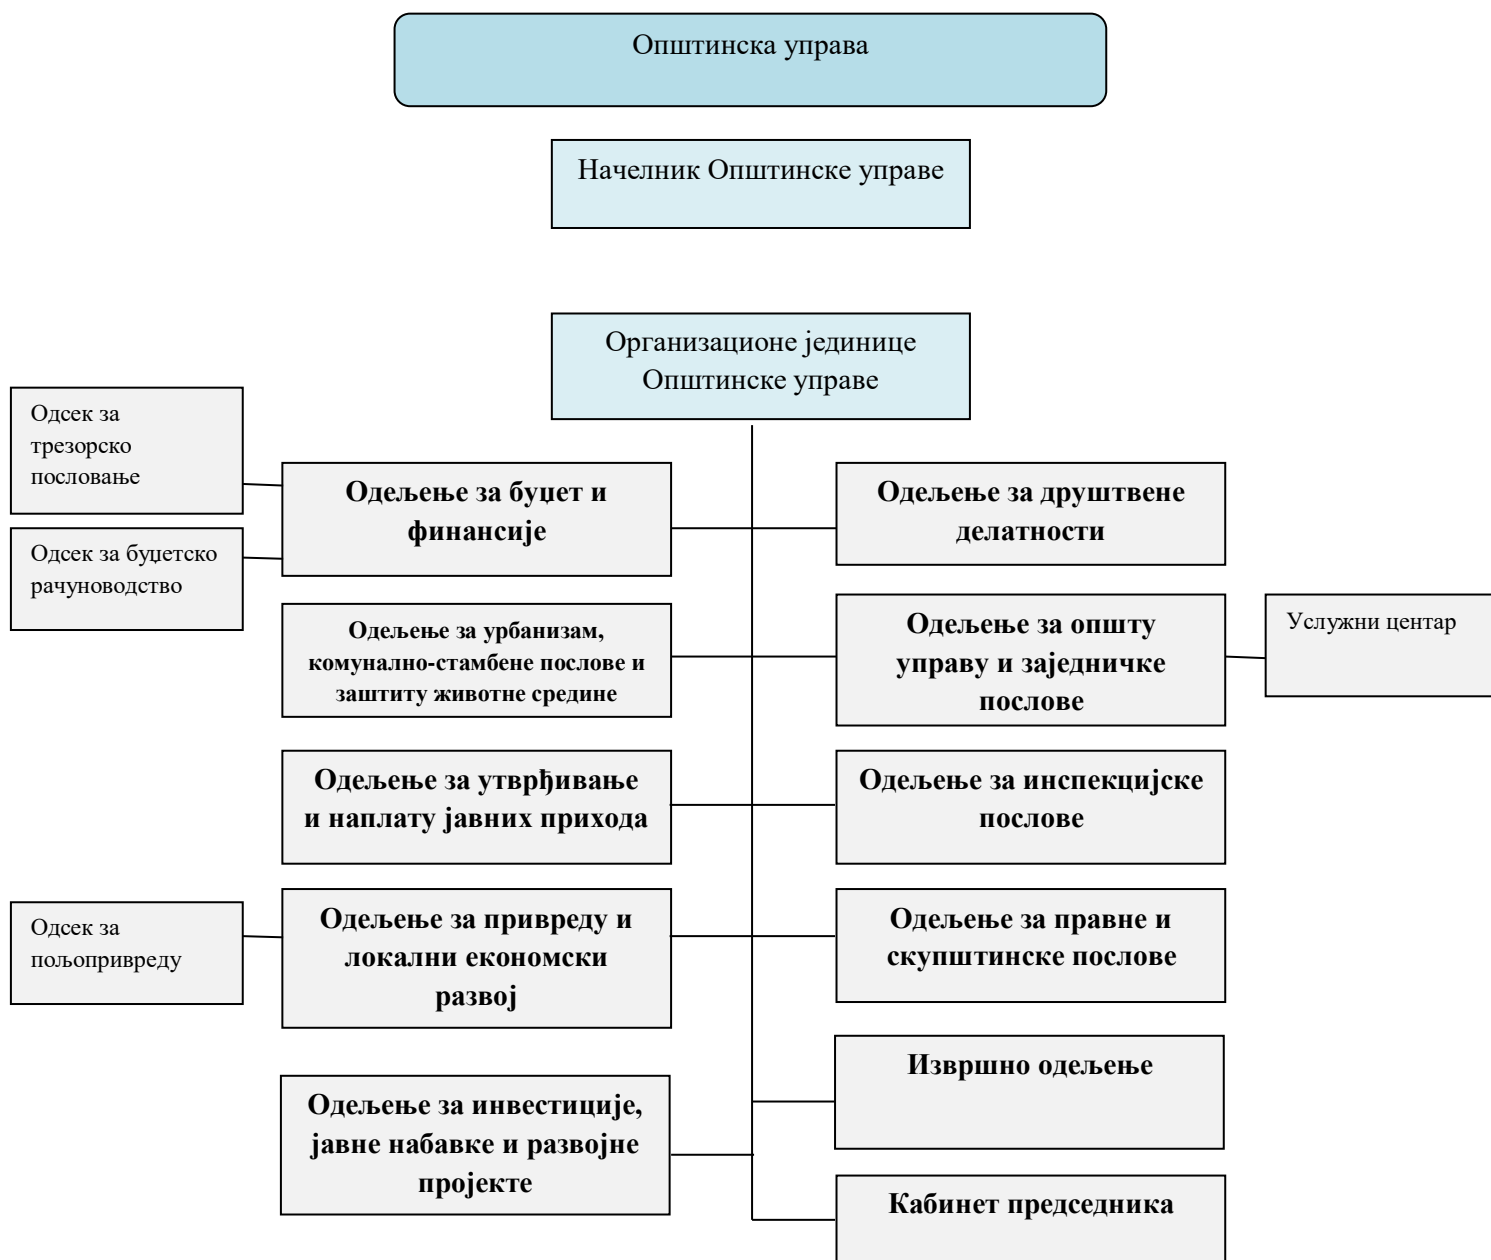 Општинска управа
Начелник Општинске управе
Организационе јединице
Општинске управе
Одсек за
трезорско
пословање
Одељење за буџет и
финансије
Одељење за друштвене
делатности
Одсек за буџетско
рачуноводство
Одељење за урбанизам,
комунално-стамбене послове и
заштиту животне средине
Одељење за општу
управу и заједничке
послове
Услужни центар
Одељење за утврђивање
и наплату јавних прихода
Одељење за инспекцијске
послове
Одсек за
пољопривреду
Одељење за привреду и
локални економски
развој
Одељење за правне и
скупштинске послове
Извршно одељење
Одељење за инвестиције,
јавне набавке и развојне
пројекте
Кабинет председника